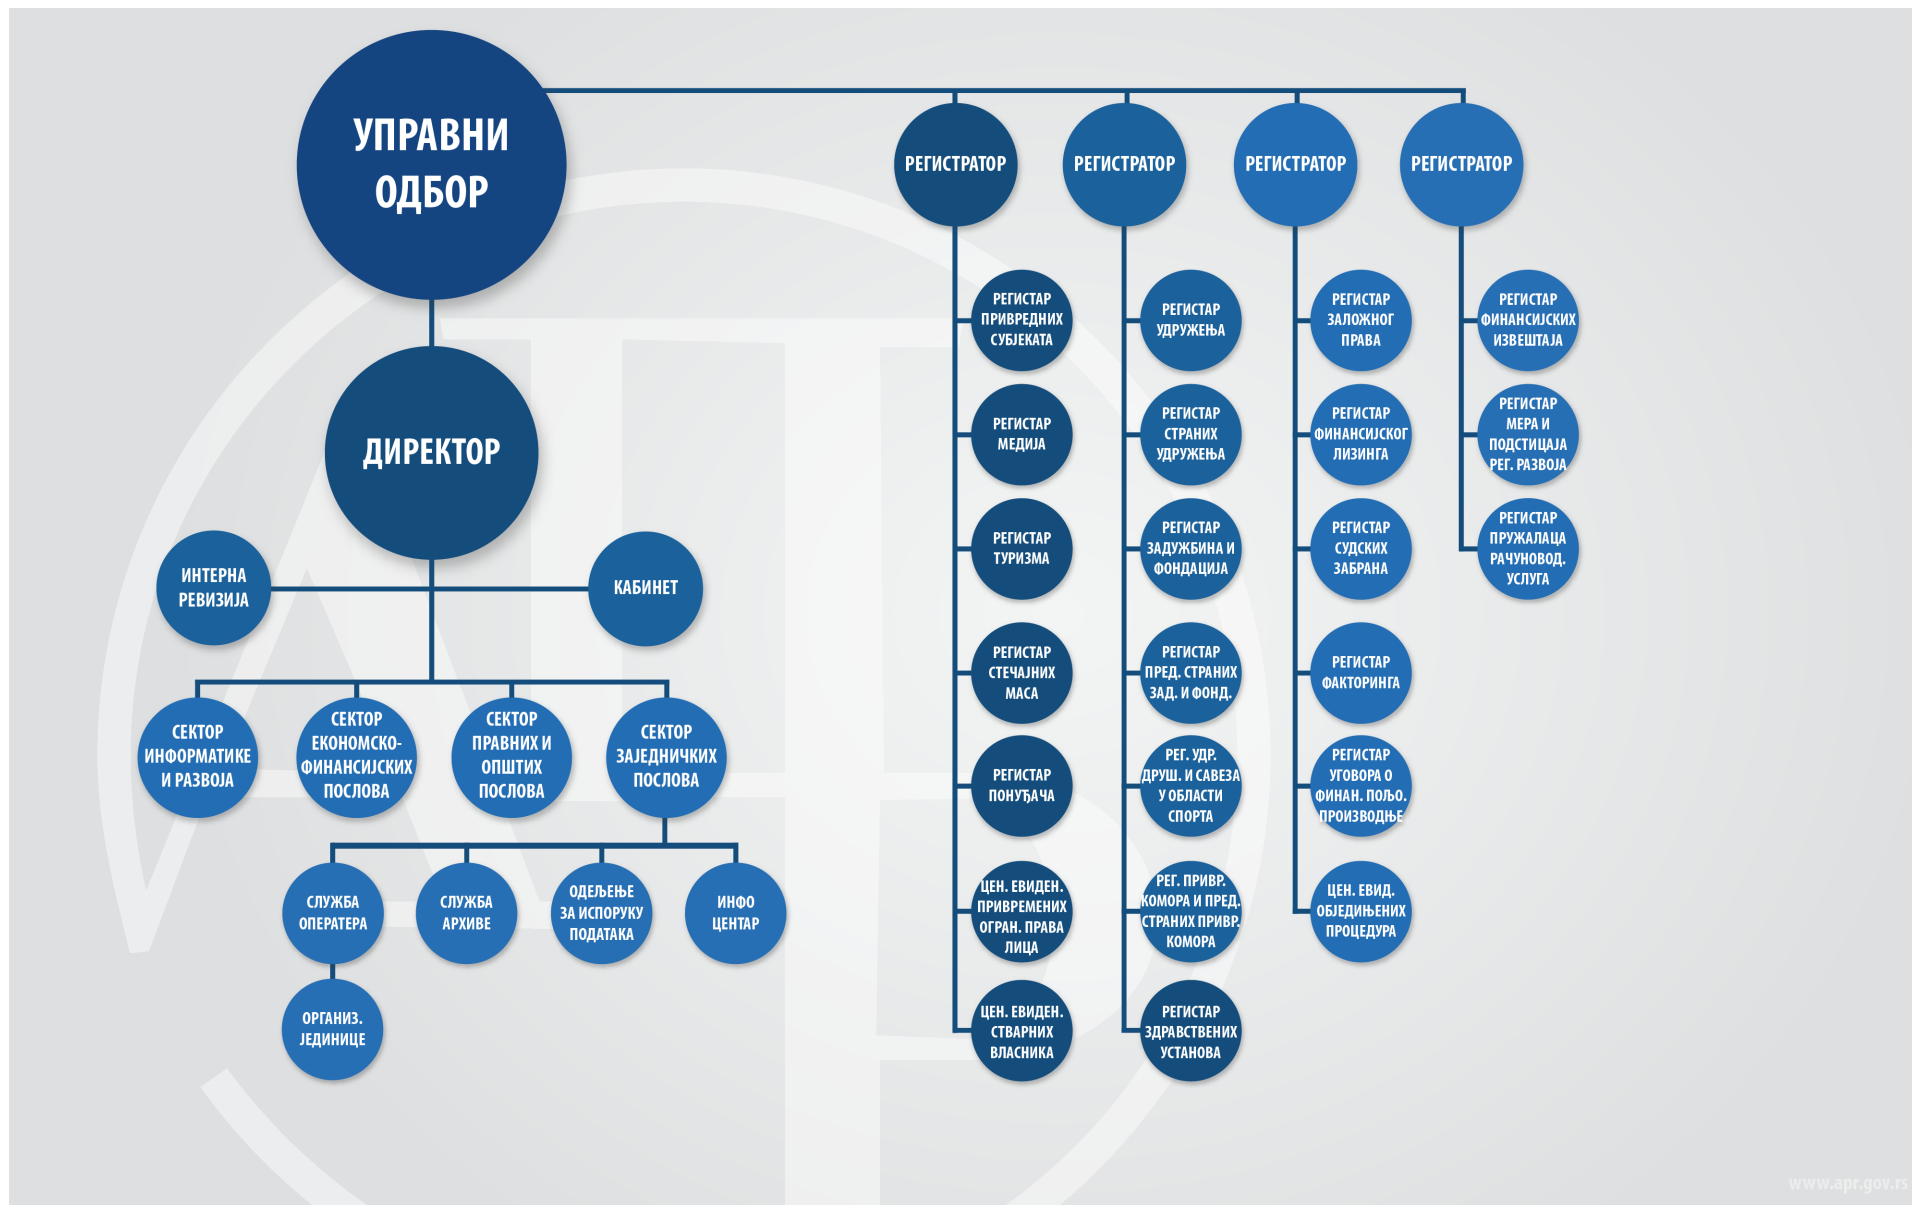 УПРАВНИ
ОДБОР
ДИРЕКТОР
ИНТЕРНА
РЕВИЗИЈА
КАБИНЕТ
СЕКТОР
ИНФОРМАТИКЕ
И РАЗВОЈА
СЕКТОР
ЕКОНОМСКО-
ФИНАНСИЈСКИХ
ПОСЛОВА
СЕКТОР
ПРАВНИХ И
ОПШТИХ
ПОСЛОВА
СЕКТОР
ЗАЈЕДНИЧКИХ
ПОСЛОВА
СЛУЖБА
ОПЕРАТЕРА
СЛУЖБА
АРХИВЕ
ОДЕЉЕЊЕ
ЗА ИСПОРУКУ
ПОДАТАКА
ИНФО
ЦЕНТАР
ОРГАНИЗ.
ЈЕДИНИЦЕ
РЕГИСТРАТОР
РЕГИСТАР
ПРИВРЕДНИХ
СУБЈЕКАТА
РЕГИСТАР
МЕДИЈА
РЕГИСТАР
ТУРИЗМА
РЕГИСТАР
СТЕЧАЈНИХ
МАСА
РЕГИСТАР
ПОНУЂАЧА
ЦЕН. ЕВИДЕН.
ПРИВРЕМЕНИХ
ОГРАН. ПРАВА
ЛИЦА
ЦЕН. ЕВИДЕН.
СТВАРНИХ
ВЛАСНИКА
РЕГИСТРАТОР
РЕГИСТАР
УДРУЖЕЊА
РЕГИСТАР
СТРАНИХ
УДРУЖЕЊА
РЕГИСТАР
ЗАДУЖБИНА И
ФОНДАЦИЈА
РЕГИСТАР
ПРЕД. СТРАНИХ
ЗАД. И ФОНД.
РЕГ. УДР.
ДРУШ. И САВЕЗА
У ОБЛАСТИ
СПОРТА
РЕГ. ПРИВР.
КОМОРА И ПРЕД.
СТРАНИХ ПРИВР.
КОМОРА
РЕГИСТАР
ЗДРАВСТВЕНИХ
УСТАНОВА
РЕГИСТРАТОР
РЕГИСТАР
ЗАЛОЖНОГ
ПРАВА
РЕГИСТАР
ФИНАНСИЈСКОГ
ЛИЗИНГА
РЕГИСТАР
СУДСКИХ
ЗАБРАНА
РЕГИСТАР
ФАКТОРИНГА
РЕГИСТАР
УГОВОРА О
ФИНАН. ПОЉО.
ПРОИЗВОДЊЕ
ЦЕН. ЕВИД.
ОБЈЕДИЊЕНИХ
ПРОЦЕДУРА
РЕГИСТРАТОР
РЕГИСТАР
ФИНАНСИЈСКИХ
ИЗВЕШТАЈА
РЕГИСТАР
МЕРА И
ПОДСТИЦАЈА
РЕГ. РАЗВОЈА
РЕГИСТАР
ПРУЖАЛАЦА
РАЧУНОВОД.
УСЛУГА
www.apr.gov.rs